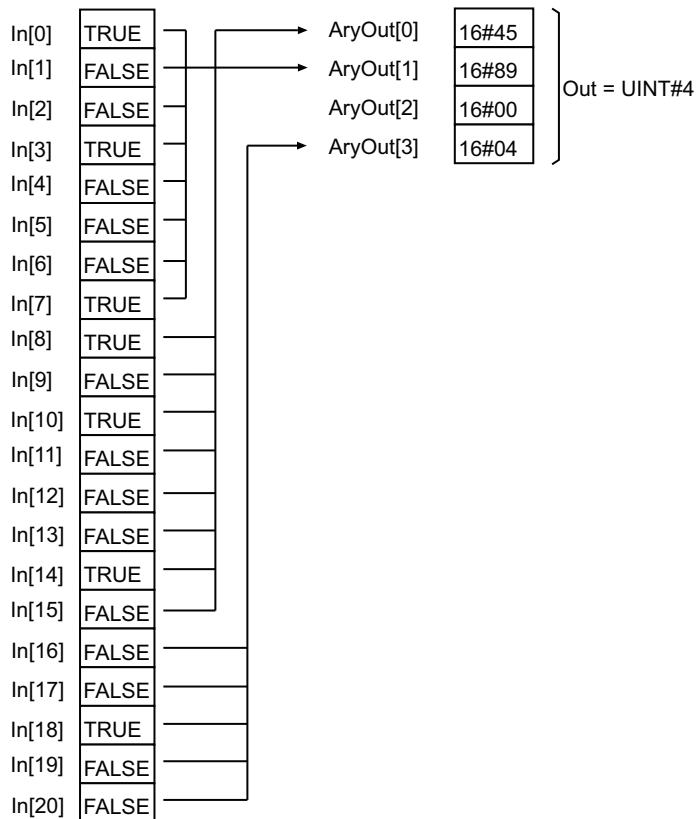 In[0] TRUE AryOut[0] 16#45
In[1] FALSE AryOut[1] 16#89
Out = UINT#4
In[2] FALSE AryOut[2] 16#00
In[3] TRUE AryOut[3] 16#04
In[4] FALSE
In[5] FALSE
In[6] FALSE
In[7] TRUE
In[8] TRUE
In[9] FALSE
In[10] TRUE
In[11] FALSE
In[12] FALSE
In[13] FALSE
In[14] TRUE
In[15] FALSE
In[16] FALSE
In[17] FALSE
In[18] TRUE
In[19] FALSE
In[20] FALSE